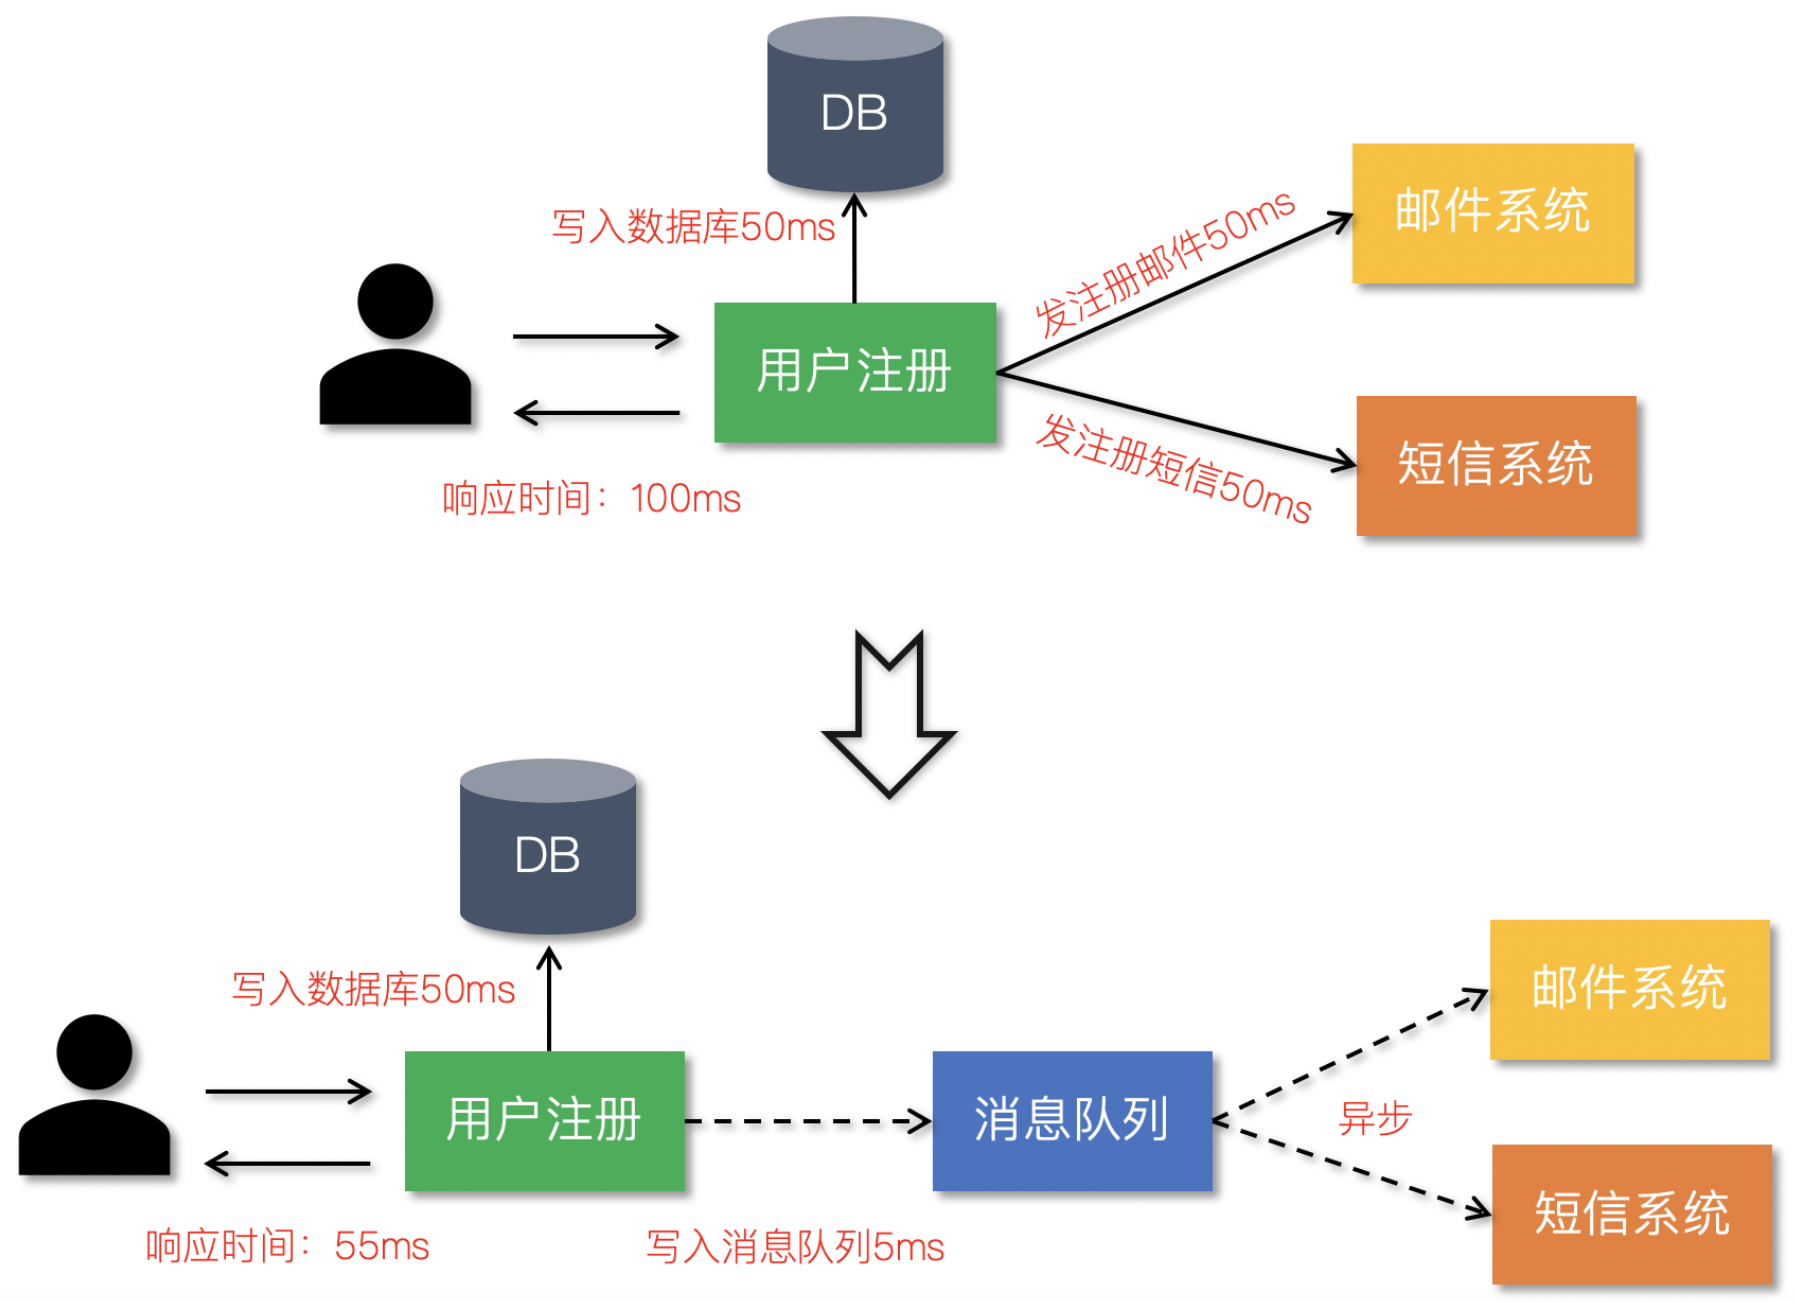 DB
写入数据库50ms
邮件系统
发注册邮件50ms
用户注册
发注册短信50ms
短信系统
响应时间：100ms
DB
写入数据库50ms
邮件系统
用户注册
消息队列
异步
短信系统
响应时间：55ms
写入消息队列5ms